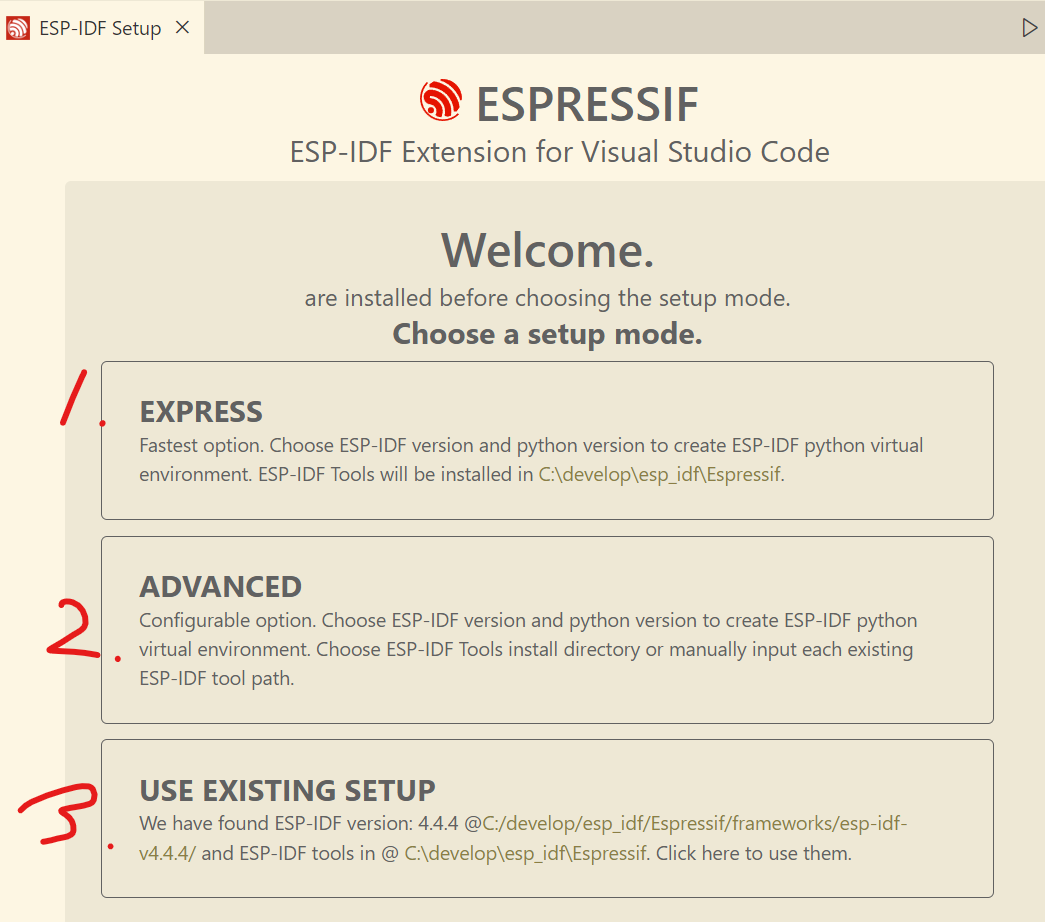 ESP-IDF Setup
ESPRESSIF
ESP-IDF Extension for Visual Studio Code
Welcome.
are installed before choosing the setup mode.
Choose a setup mode.
1.
EXPRESS
Fastest option. Choose ESP-IDF version and python version to create ESP-IDF python virtual
environment. ESP-IDF Tools will be installed in C:\develop\esp_idf\Espressif.
2.
ADVANCED
Configurable option. Choose ESP-IDF version and python version to create ESP-IDF python
virtual environment. Choose ESP-IDF Tools install directory or manually input each existing
ESP-IDF tool path.
3.
USE EXISTING SETUP
We have found ESP-IDF version: 4.4.4 @C:/develop/esp_idf/Espressif/frameworks/esp-idf-
v4.4.4/ and ESP-IDF tools in @ C:\develop\esp_idf\Espressif. Click here to use them.